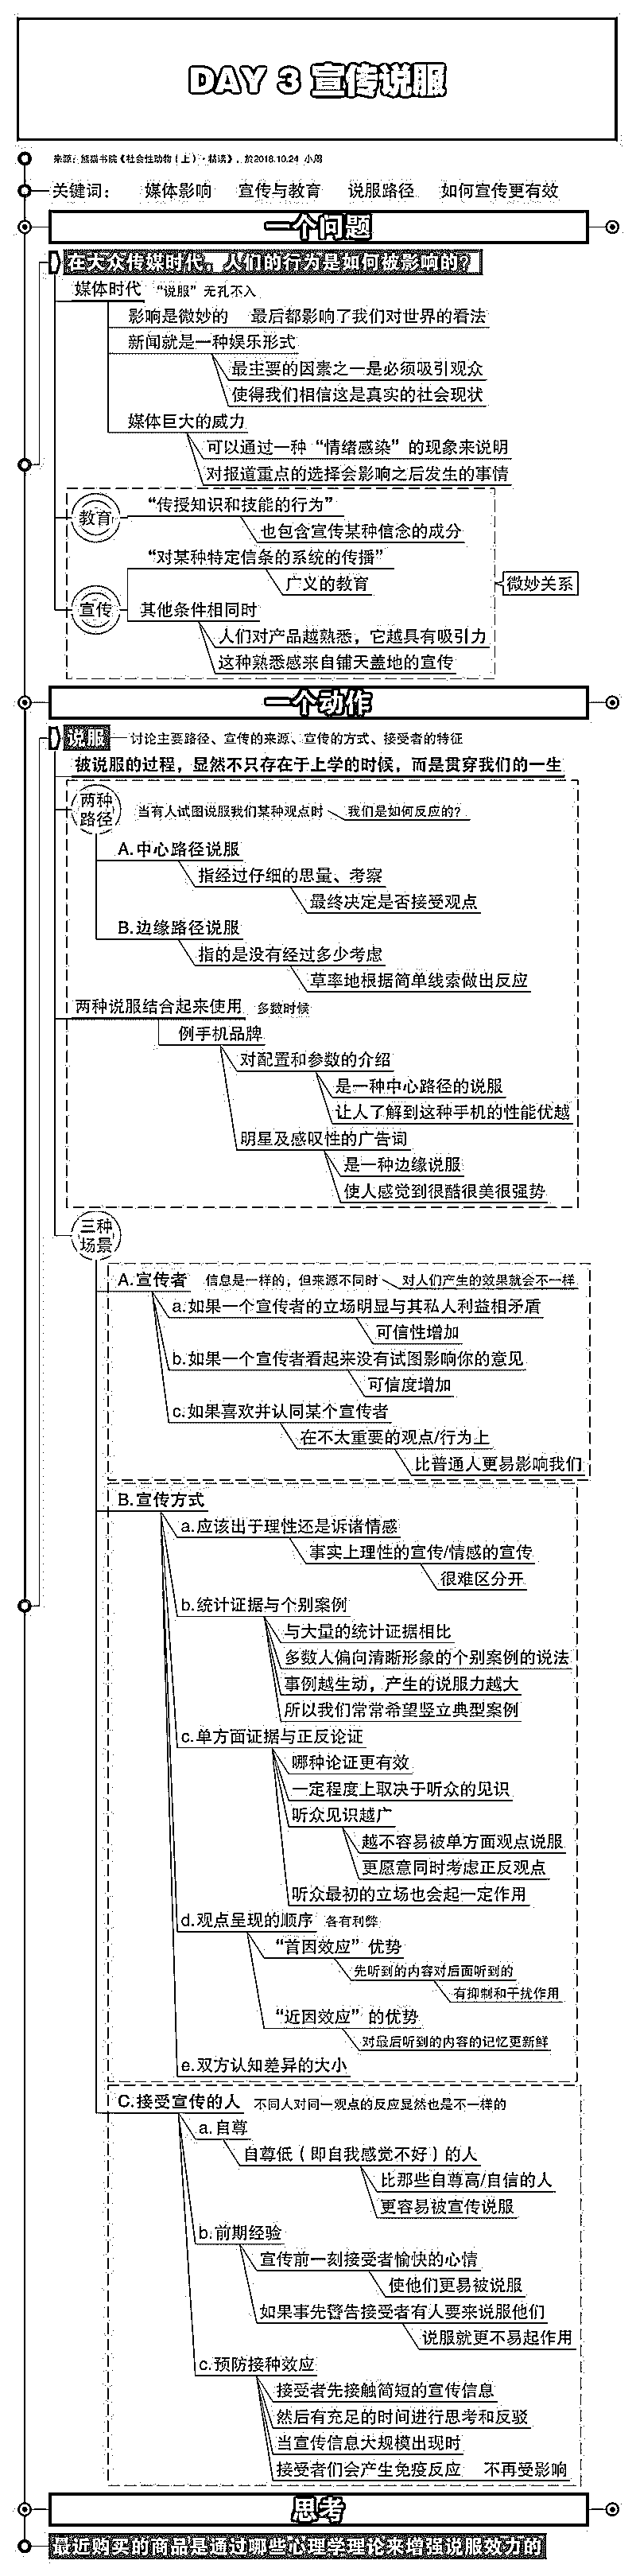 DAY 3 宣传说服
来源：熊猫书院《社会性动物（上）·精读》，於2018.10.24 小周
关键词： 媒体影响 宣传与教育 说服路径 如何宣传更有效
一个问题
在大众传媒时代，人们的行为是如何被影响的？
媒体时代 “说服”无孔不入
影响是微妙的 最后都影响了我们对世界的看法
新闻就是一种娱乐形式
最主要的因素之一是必须吸引观众
使得我们相信这是真实的社会现状
媒体巨大的威力
可以通过一种“情绪感染”的现象来说明
对报道重点的选择会影响之后发生的事情
教育
“传授知识和技能的行为”
也包含宣传某种信念的成分
“对某种特定信条的系统的传播”
广义的教育
微妙关系
宣传
其他条件相同时
人们对产品越熟悉，它越具有吸引力
这种熟悉感来自铺天盖地的宣传
一个动作
说服 讨论主要路径、宣传的来源、宣传的方式、接受者的特征
被说服的过程，显然不只存在于上学的时候，而是贯穿我们的一生
两种
路径
当有人试图说服我们某种观点时 我们是如何反应的？
A.中心路径说服
指经过仔细的思量、考察
最终决定是否接受观点
B.边缘路径说服
指的是没有经过多少考虑
草率地根据简单线索做出反应
两种说服结合起来使用 多数时候
例手机品牌
对配置和参数的介绍
是一种中心路径的说服
让人了解到这种手机的性能优越
明星及感叹性的广告词
是一种边缘说服
使人感觉到很酷很美很强势
三种
场景
A.宣传者 信息是一样的，但来源不同时 对人们产生的效果就会不一样
a.如果一个宣传者的立场明显与其私人利益相矛盾
可信性增加
b.如果一个宣传者看起来没有试图影响你的意见
可信度增加
c.如果喜欢并认同某个宣传者
在不太重要的观点/行为上
比普通人更易影响我们
B.宣传方式
a.应该出于理性还是诉诸情感
事实上理性的宣传/情感的宣传
很难区分开
b.统计证据与个别案例
与大量的统计证据相比
多数人偏向清晰形象的个别案例的说法
事例越生动，产生的说服力越大
所以我们常常希望竖立典型案例
c.单方面证据与正反论证
哪种论证更有效
一定程度上取决于听众的见识
听众见识越广
越不容易被单方面观点说服
更愿意同时考虑正反观点
听众最初的立场也会起一定作用
d.观点呈现的顺序 各有利弊
“首因效应”优势
先听到的内容对后面听到的
有抑制和干扰作用
“近因效应”的优势
对最后听到的内容的记忆更新鲜
e.双方认知差异的大小
C.接受宣传的人 不同人对同一观点的反应显然也是不一样的
a.自尊
自尊低（即自我感觉不好）的人
比那些自尊高/自信的人
更容易被宣传说服
b.前期经验
宣传前一刻接受者愉快的心情
使他们更易被说服
如果事先警告接受者有人要来说服他们
说服就更不易起作用
c.预防接种效应
接受者先接触简短的宣传信息
然后有充足的时间进行思考和反驳
当宣传信息大规模出现时
接受者们会产生免疫反应 不再受影响
思考
最近购买的商品是通过哪些心理学理论来增强说服效力的